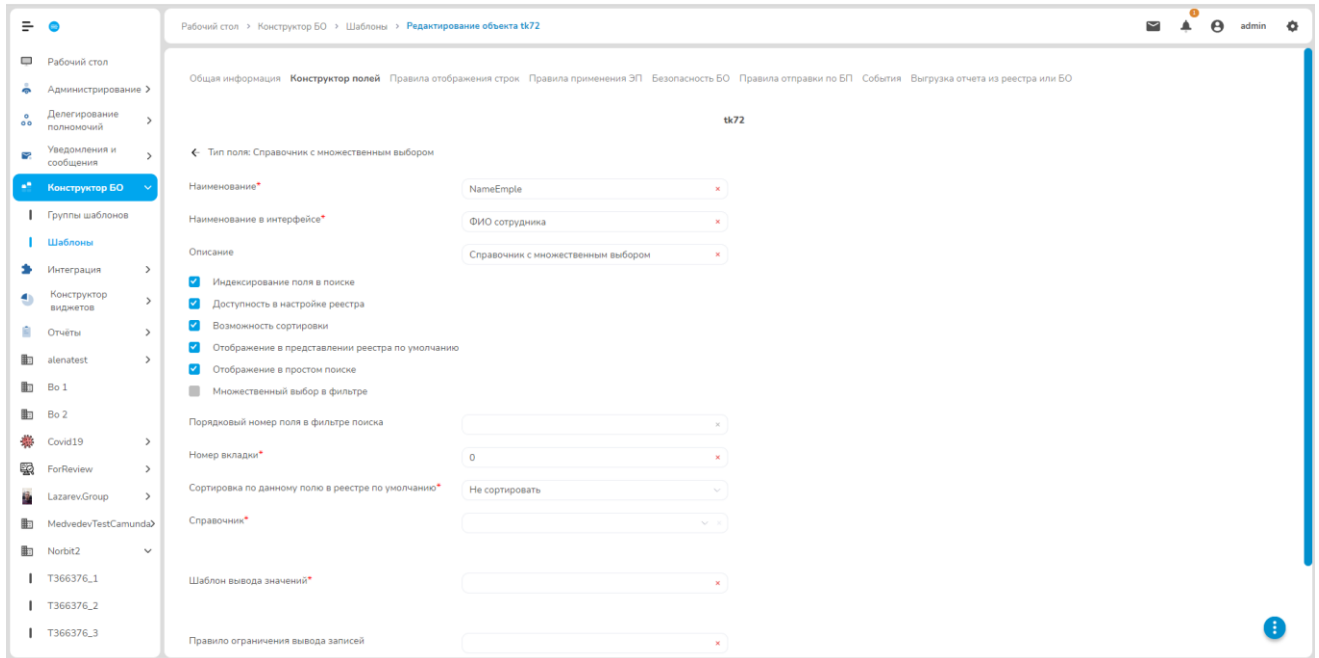 Рабочий стол > Конструктор БО > Шаблоны > Редактирование объекта tk72
1
admin
Рабочий стол
Администрирование
Делегирование
полномочий
Уведомления и
сообщения
Конструктор БО
Группы шаблонов
Шаблоны
Интеграция
Конструктор
виджетов
Отчёты
alenatest
Bo 1
Bo 2
Covid19
ForReview
Lazarev.Group
MedvedevTestCamunda
Norbit2
T366376_1
T366376_2
T366376_3
Общая информация Конструктор полей Правила отображения строк Правила применения ЭП Безопасность БО Правила отправки по БП События Выгрузка отчета из реестра или БО
tk72
Тип поля: Справочник с множественным выбором
Наименование* NameEmple
Наименование в интерфейсе* ФИО сотрудника
Описание Справочник с множественным выбором
Индексирование поля в поиске
Доступность в настройке реестра
Возможность сортировки
Отображение в представлении реестра по умолчанию
Отображение в простом поиске
Множественный выбор в фильтре
Порядковый номер поля в фильтре поиска
Номер вкладки* 0
Сортировка по данному полю в реестре по умолчанию* Не сортировать
Справочник*
Шаблон вывода значений*
Правило ограничения вывода записей